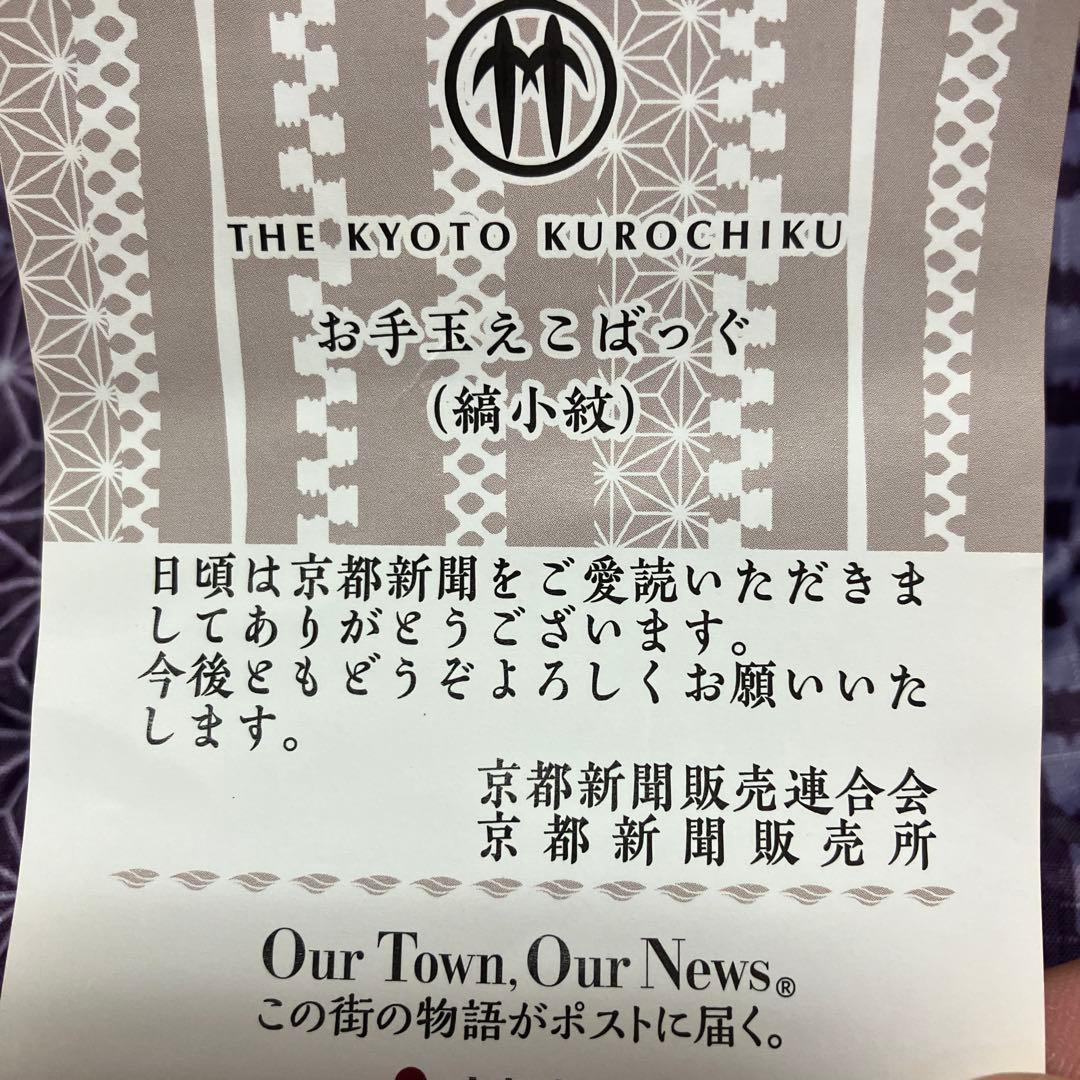 THE KYOTO KUROCHIKU
お手玉えこばっぐ
(縞小紋)
日頃は京都新聞をご愛読いただきま
してありがとうございます。
今後ともどうぞよろしくお願いいた
します。
京都新聞販売連合会
京都新聞販売所
Our Town, Our News®
この街の物語がポストに届く。